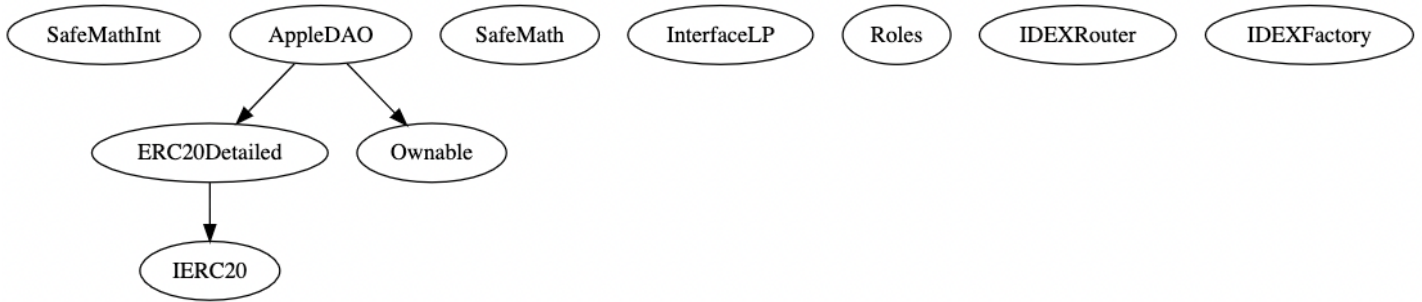 SafeMathInt
AppleDAO
SafeMath
InterfaceLP
Roles
IDEXRouter
IDEXFactory
ERC20Detailed
Ownable
IERC20